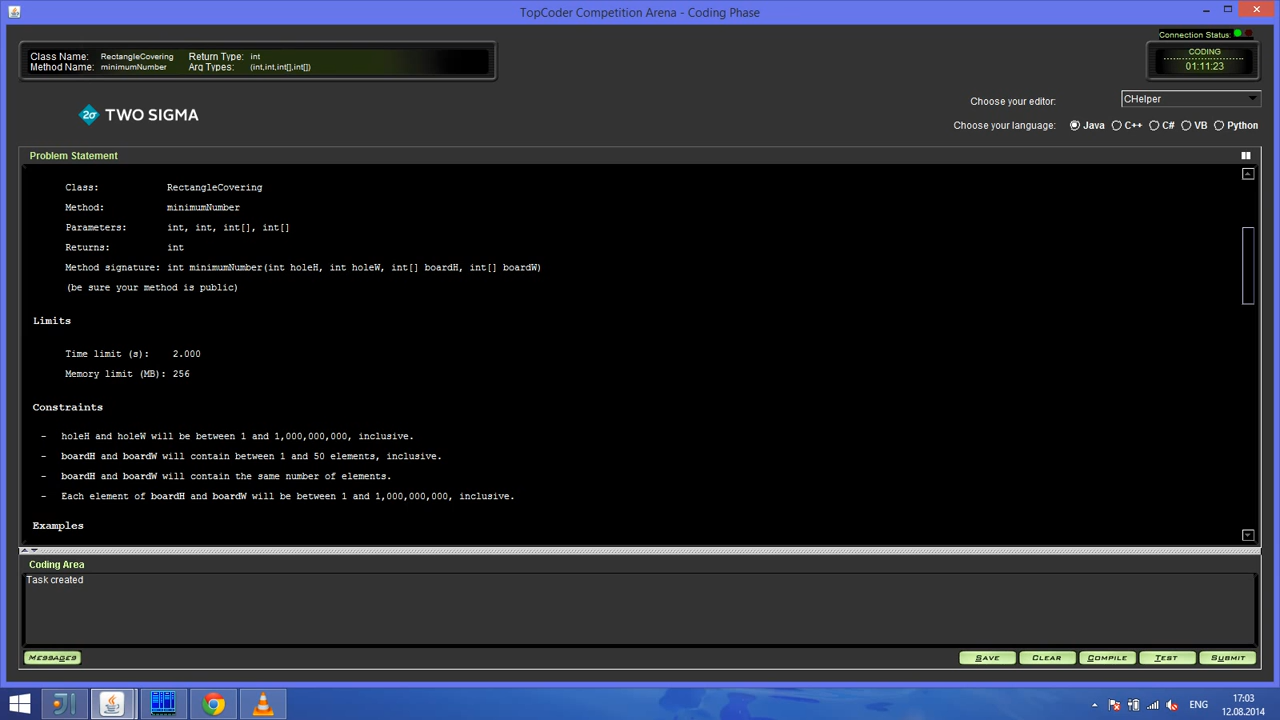 TopCoder Competition Arena - Coding Phase
Connection Status:
Class Name: RectangleCovering Return Type: int
Method Name: minimumNumber Arg Types: (int,int,int[],int[])
CODING
01:11:23
2σ TWO SIGMA
Choose your editor: CHelper
Choose your language: Java C++ C# VB Python
Problem Statement
Class: RectangleCovering
Method: minimumNumber
Parameters: int, int, int[], int[]
Returns: int
Method signature: int minimumNumber(int holeH, int holeW, int[] boardH, int[] boardW)
(be sure your method is public)
Limits
Time limit (s): 2.000
Memory limit (MB): 256
Constraints
- holeH and holeW will be between 1 and 1,000,000,000, inclusive.
- boardH and boardW will contain between 1 and 50 elements, inclusive.
- boardH and boardW will contain the same number of elements.
- Each element of boardH and boardW will be between 1 and 1,000,000,000, inclusive.
Examples
Coding Area
Task created
MESSAGES SAVE CLEAR COMPILE TEST SUBMIT
ENG
17:03
12.08.2014